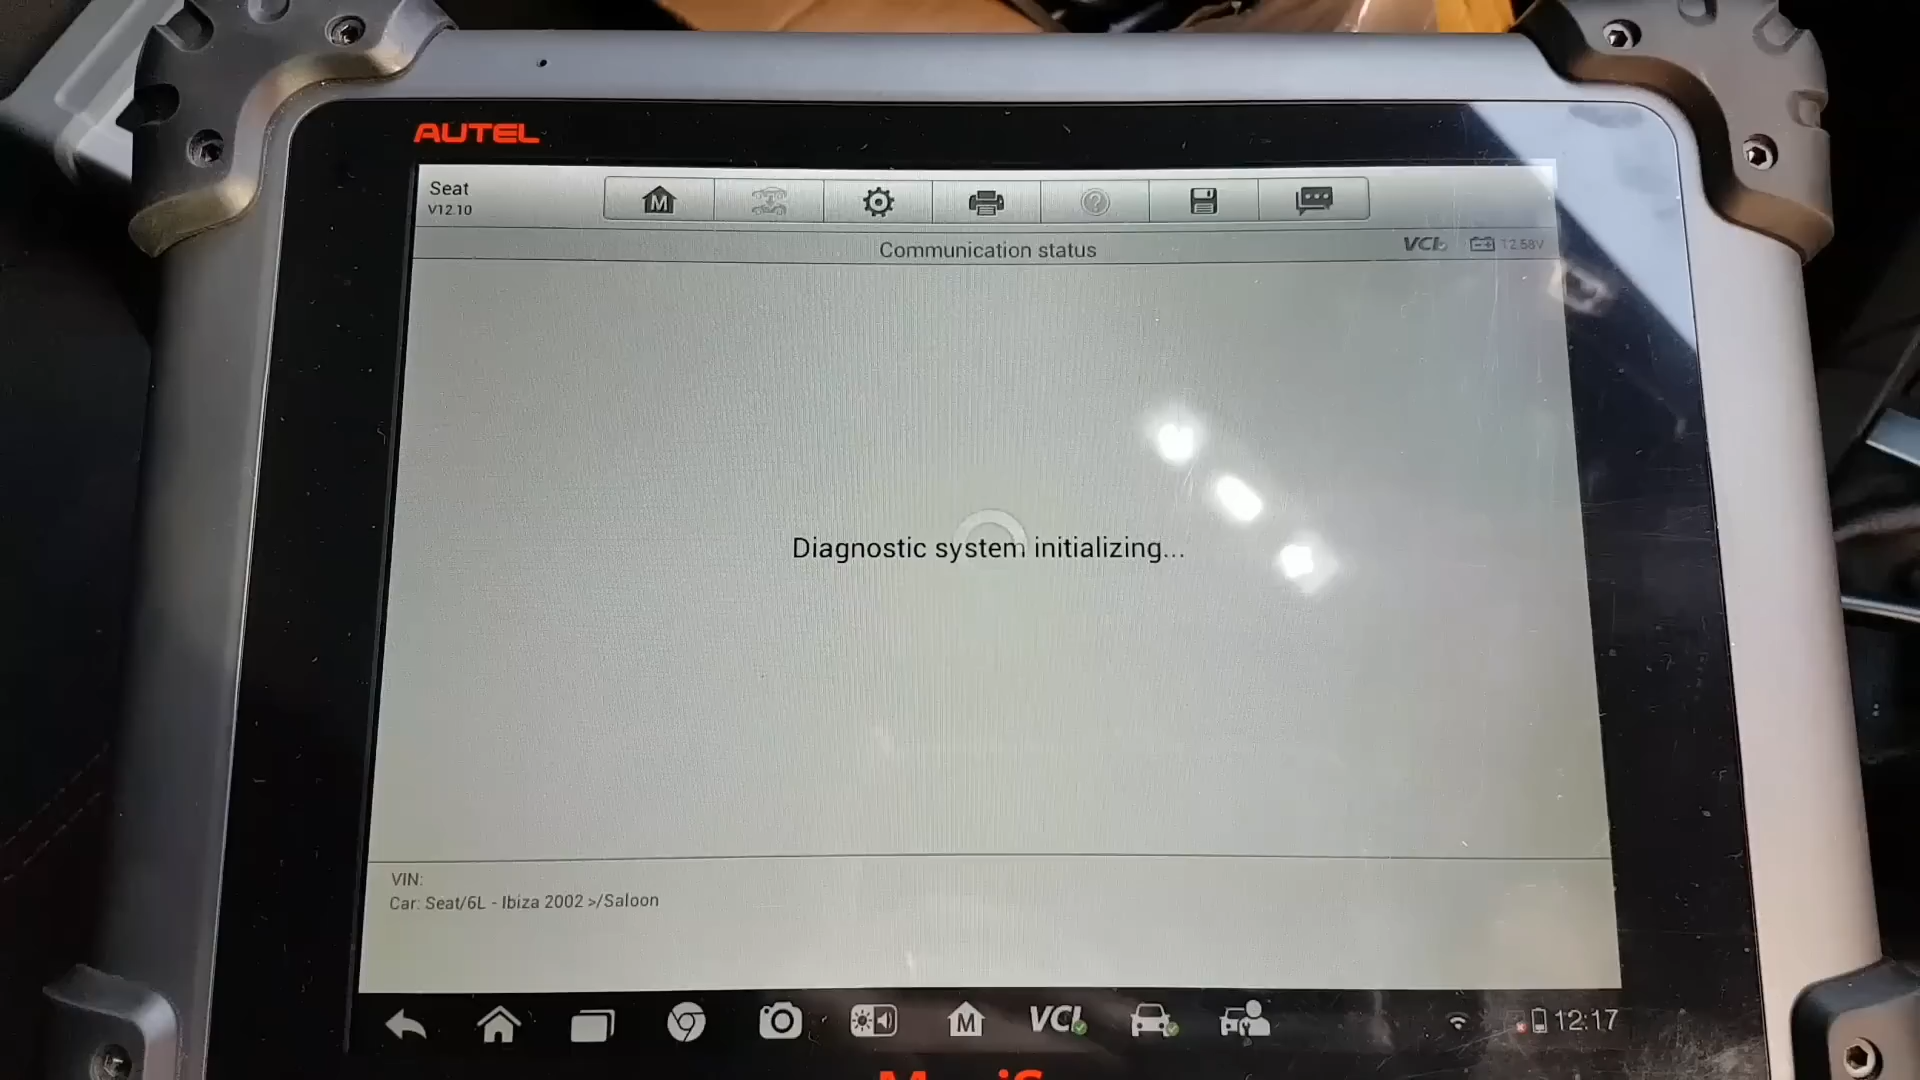 AUTEL
Seat
V12.10
M
?
Communication status
VCI
12.58V
Diagnostic system initializing...
VIN:
Car: Seat/6L - Ibiza 2002 >/Saloon
M
VCI
12:17